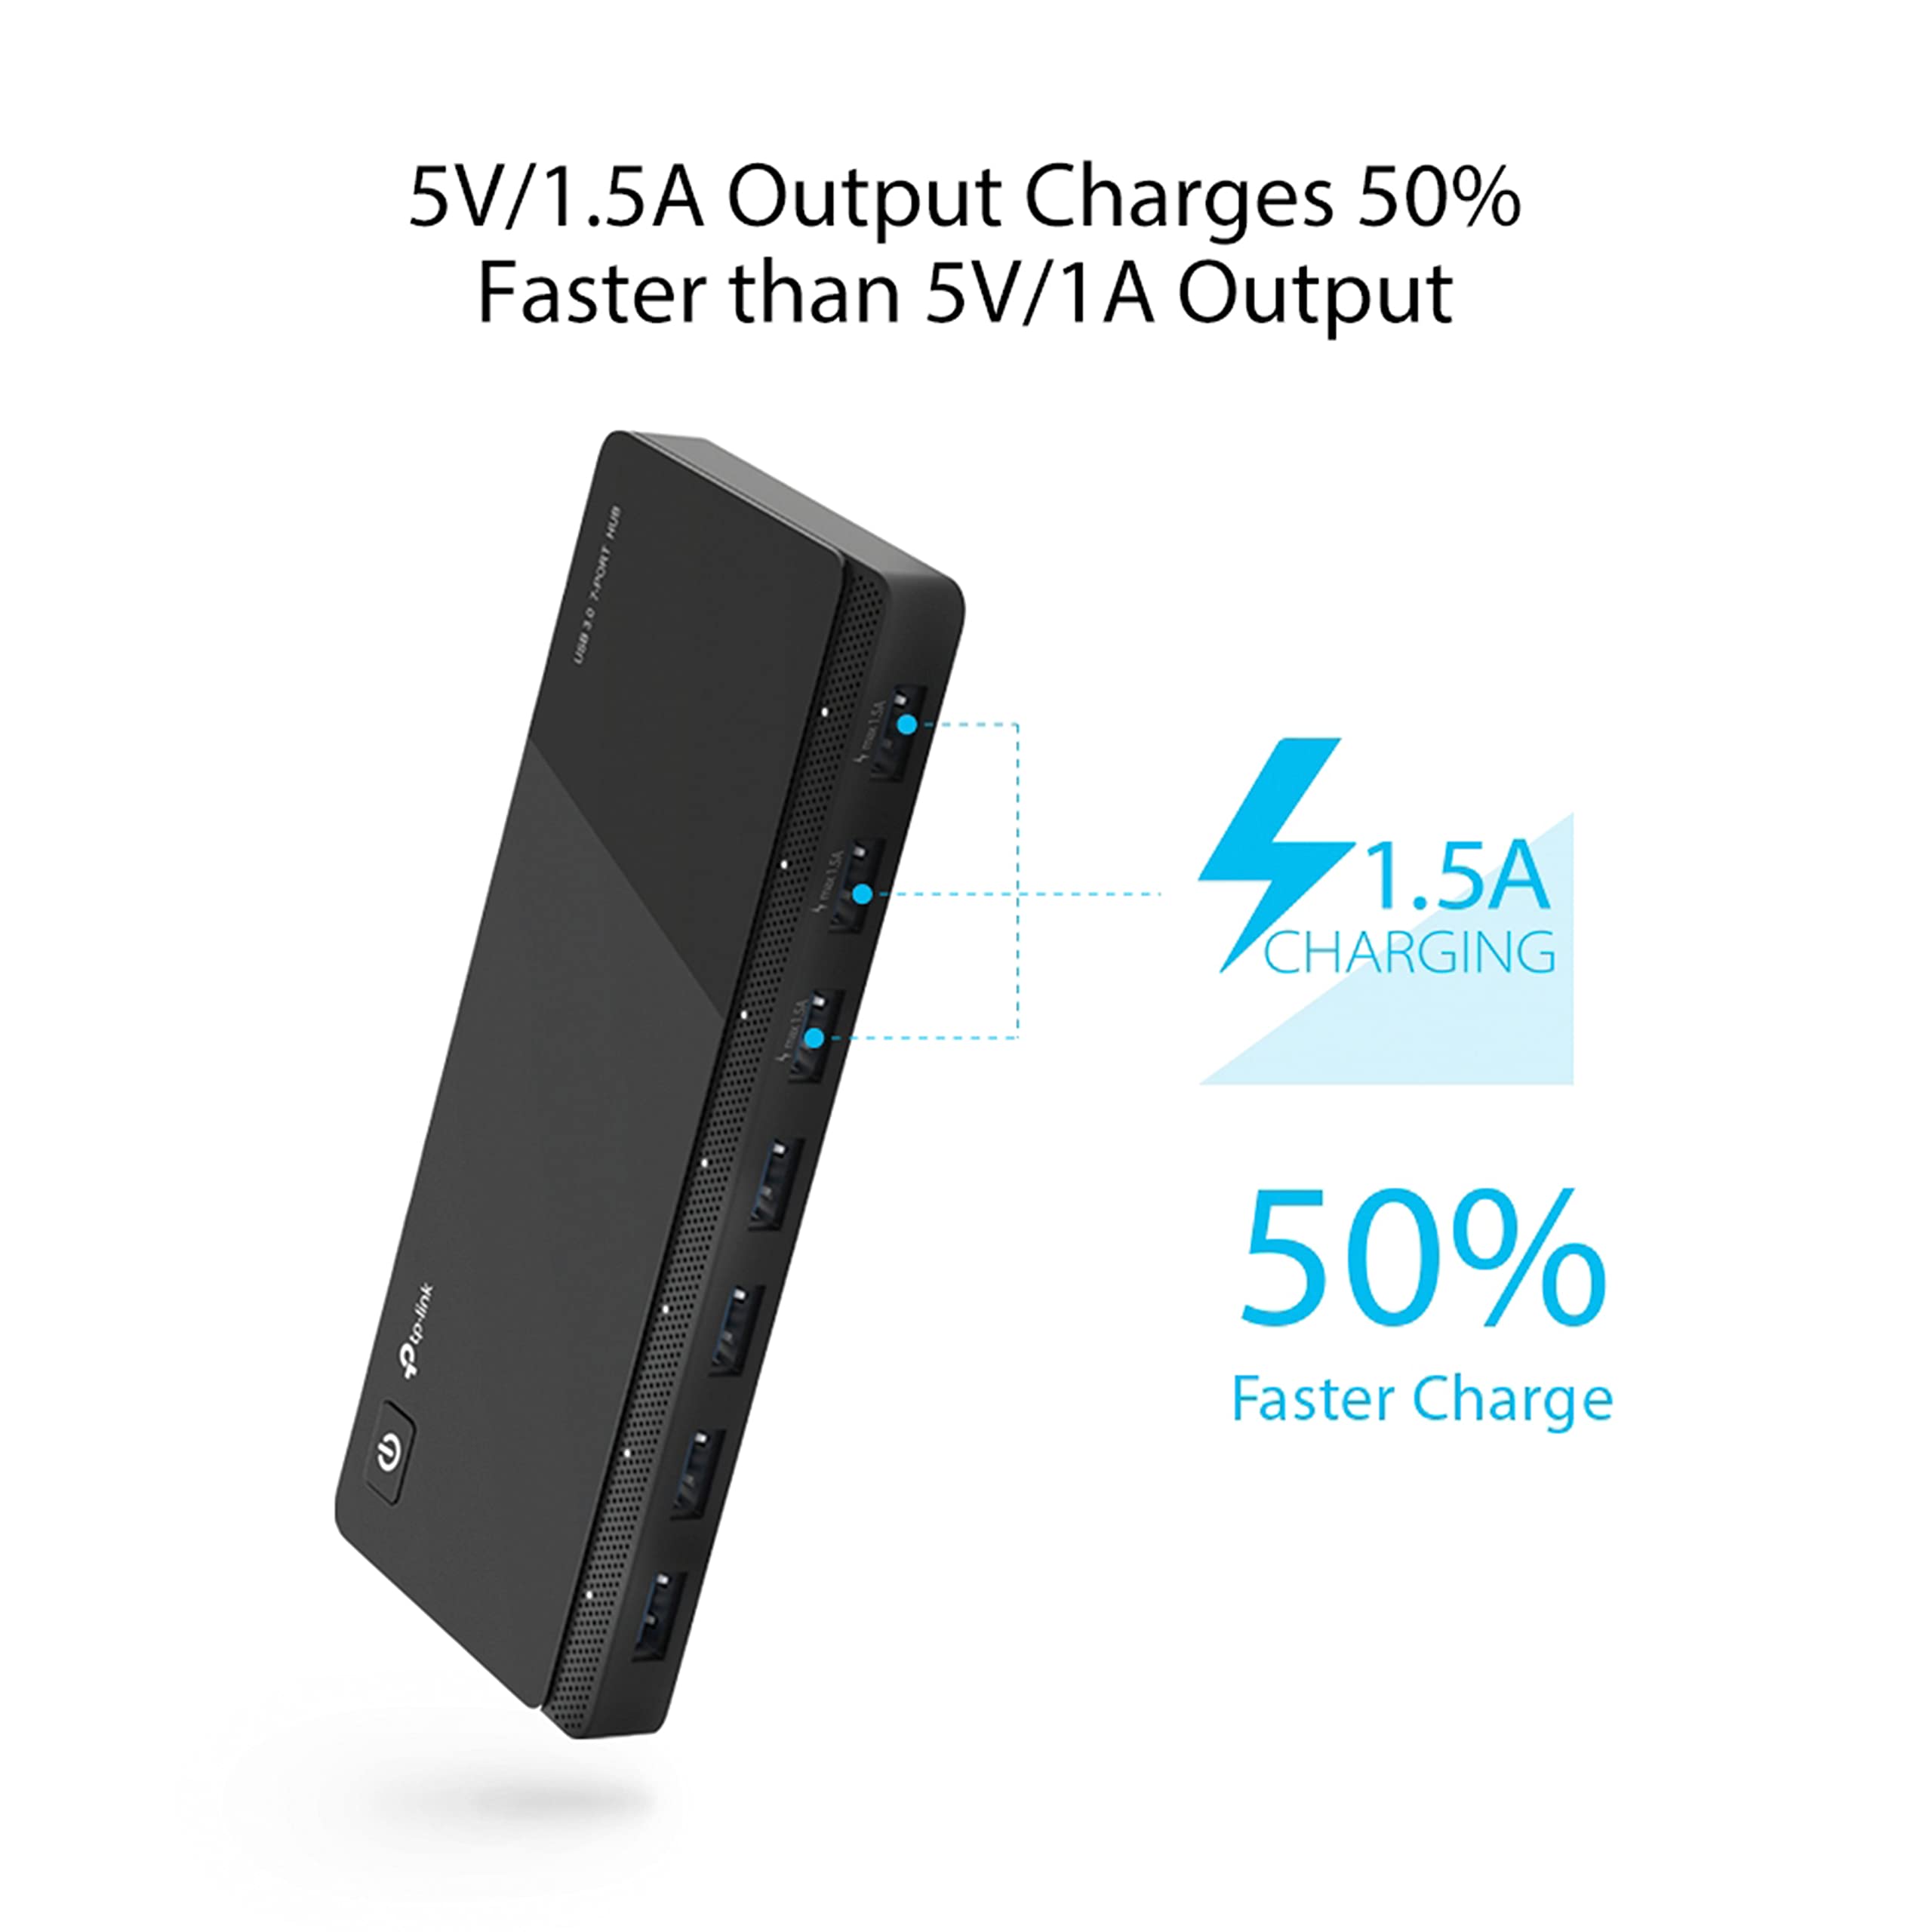 5V/1.5A Output Charges 50%
Faster than 5V/1A Output
USB 3.0 7-PORT HUB
max 1.5A
max 1.5A
max 1.5A
1.5A
CHARGING
50%
Faster Charge
tp-link